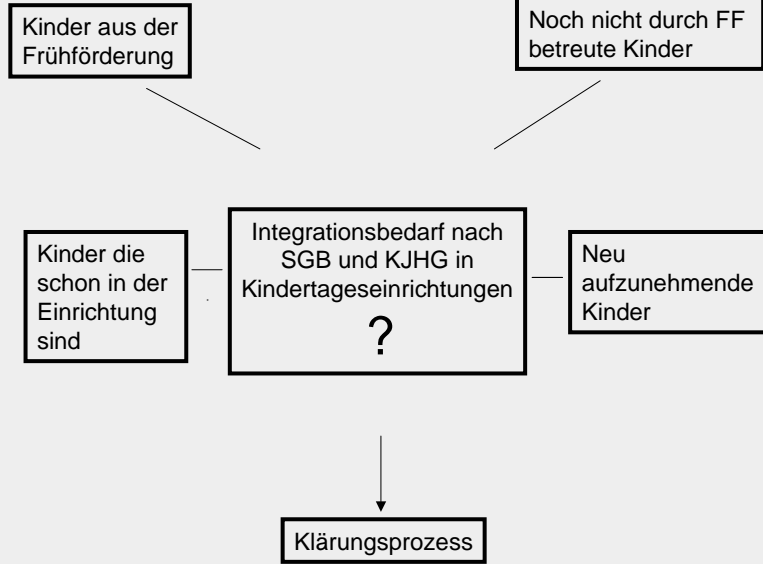 Kinder aus der
Frühförderung
Noch nicht durch FF
betreute Kinder
Kinder die
schon in der
Einrichtung
sind
Integrationsbedarf nach
SGB und KJHG in
Kindertageseinrichtungen
?
Neu
aufzunehmende
Kinder
Klärungsprozess